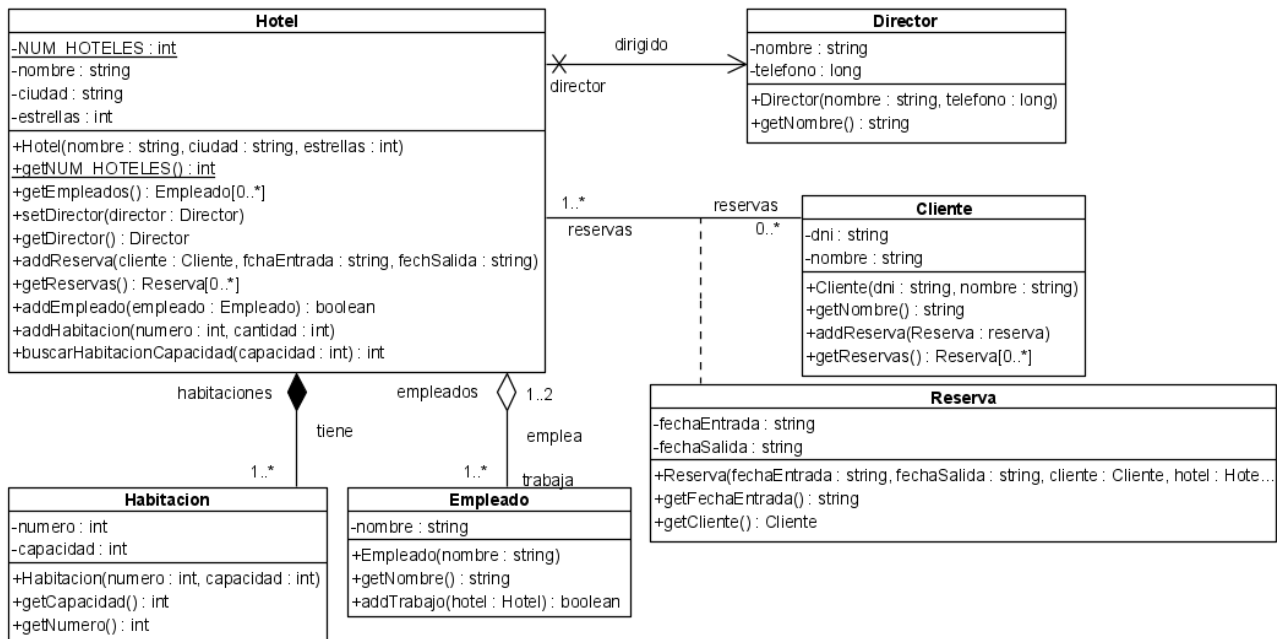 Hotel
-NUM_HOTELES : int
-nombre : string
-ciudad : string
-estrellas : int
+Hotel(nombre : string, ciudad : string, estrellas : int)
+getNUM_HOTELES() : int
+getEmpleados() : Empleado[0..*]
+setDirector(director : Director)
+getDirector() : Director
+addReserva(cliente : Cliente, fchaEntrada : string, fechSalida : string)
+getReservas() : Reserva[0..*]
+addEmpleado(empleado : Empleado) : boolean
+addHabitacion(numero : int, cantidad : int)
+buscarHabitacionCapacidad(capacidad : int) : int
dirigido
director
Director
-nombre : string
-telefono : long
+Director(nombre : string, telefono : long)
+getNombre() : string
1..*
reservas
reservas
0..*
Cliente
-dni : string
-nombre : string
+Cliente(dni : string, nombre : string)
+getNombre() : string
+addReserva(Reserva : reserva)
+getReservas() : Reserva[0..*]
habitaciones
tiene
1..*
empleados
1..2
emplea
1..*
trabaja
Reserva
-fechaEntrada : string
-fechaSalida : string
+Reserva(fechaEntrada : string, fechaSalida : string, cliente : Cliente, hotel : Hote...
+getFechaEntrada() : string
+getCliente() : Cliente
Habitacion
-numero : int
-capacidad : int
+Habitacion(numero : int, capacidad : int)
+getCapacidad() : int
+getNumero() : int
Empleado
-nombre : string
+Empleado(nombre : string)
+getNombre() : string
+addTrabajo(hotel : Hotel) : boolean